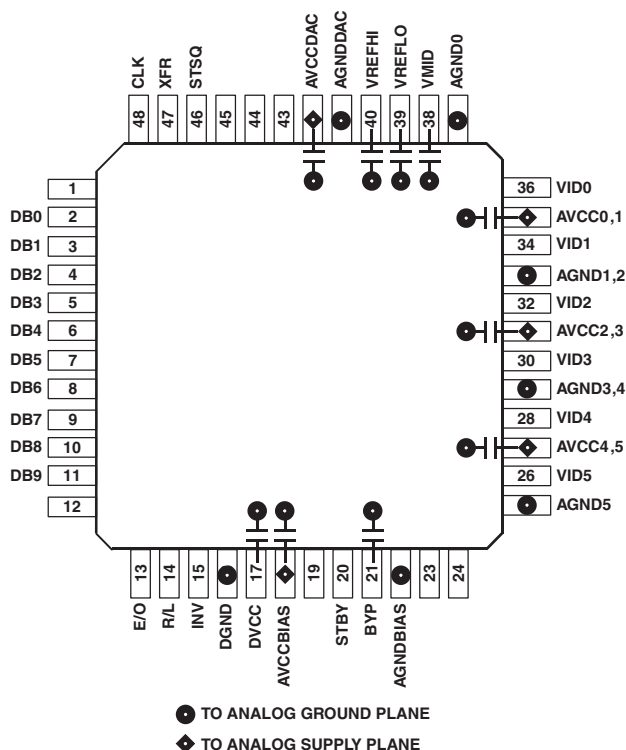 CLK XFR STSQ AVCCDAC AGNDDAC VREFHI VREFLO VMID AGND0
48 47 46 45 44 43 40 39 38
1 36 VID0
DB0 2 AVCC0,1
DB1 3 34 VID1
DB2 4 AGND1,2
DB3 5 32 VID2
DB4 6 AVCC2,3
DB5 7 30 VID3
DB6 8 AGND3,4
DB7 9 28 VID4
DB8 10 AVCC4,5
DB9 11 26 VID5
12 AGND5
13 14 15 17 19 20 21 23 24
E/O R/L INV DGND DVCC AVCCBIAS STBY BYP AGNDBIAS
TO ANALOG GROUND PLANE
TO ANALOG SUPPLY PLANE